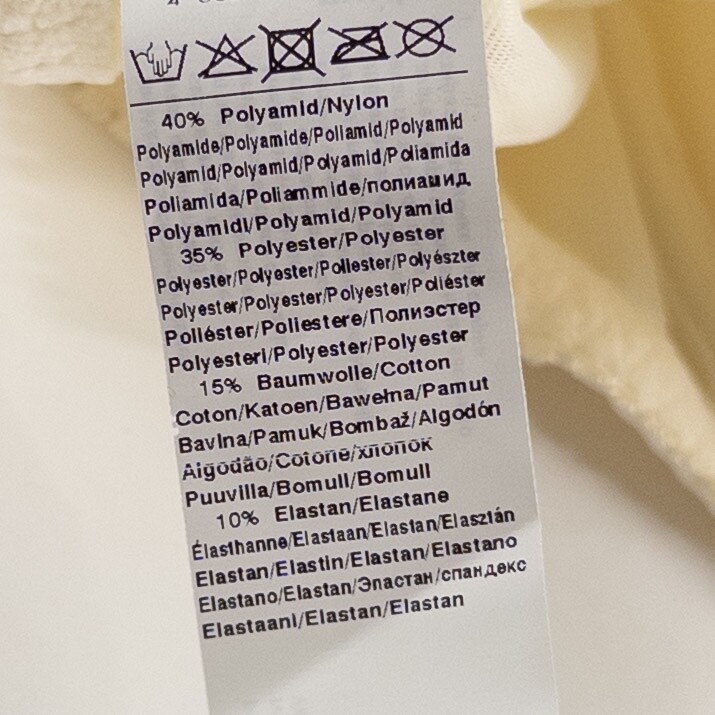 40% Polyamid/Nylon
Polyamide/Polyamide/Poliamid/Polyamid
Polyamid/Polyamid/Polyamid/Poliamida
Poliamida/Poliammide/полиамид
Polyamidi/Polyamid/Polyamid
35% Polyester/Polyester
Polyester/Polyester/Poliester/Polyészter
Polyester/Polyester/Polyester/Poliéster
Poliéster/Poliestere/Полиэстер
Polyesteri/Polyester/Polyester
15% Baumwolle/Cotton
Coton/Katoen/Bawełna/Pamut
Bavlna/Pamuk/Bombaž/Algodón
Algodão/Cotone/хлопок
Puuvilla/Bomull/Bomull
10% Elastan/Elastane
Élasthanne/Elastaan/Elastan/Elasztán
Elastan/Elastin/Elastan/Elastano
Elastano/Elastan/Эластан/спандекс
Elastaani/Elastan/Elastan